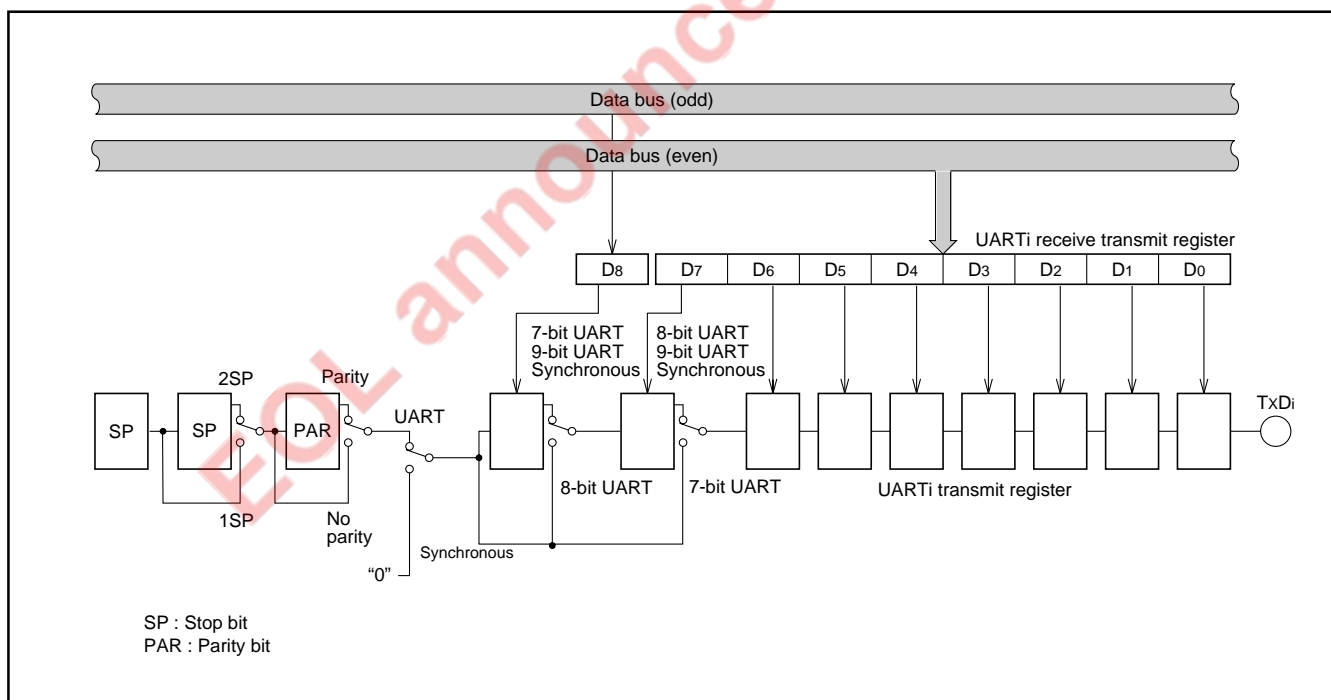 EOL announce
Data bus (odd)
Data bus (even)
UARTi receive transmit register
D8
D7
D6
D5
D4
D3
D2
D1
D0
7-bit UART
9-bit UART
Synchronous
8-bit UART
9-bit UART
Synchronous
2SP
Parity
UART
TxDi
SP
SP
PAR
1SP
No
parity
8-bit UART
7-bit UART
UARTi transmit register
Synchronous
“0”
SP : Stop bit
PAR : Parity bit